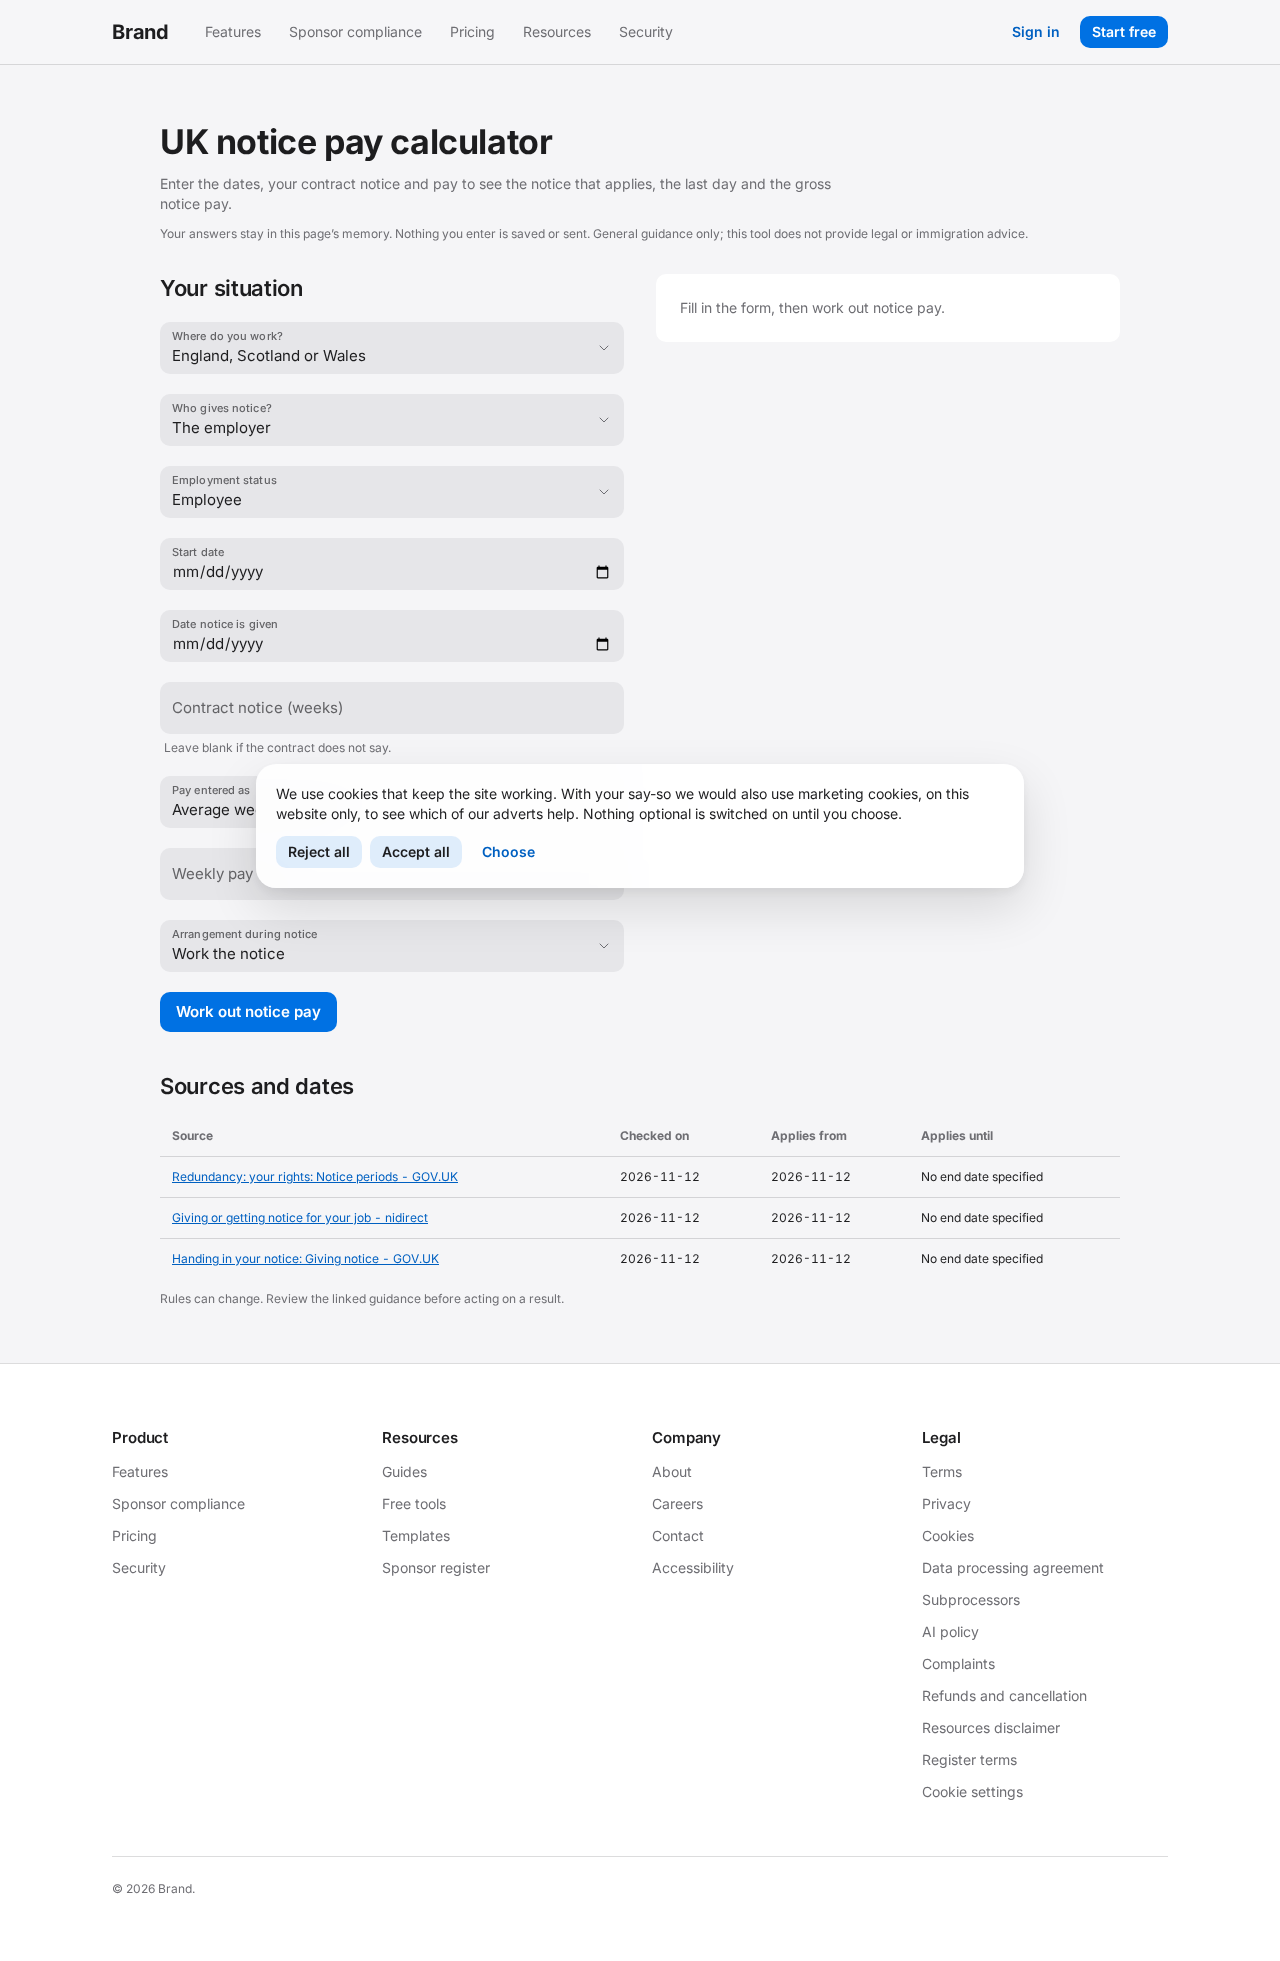 Brand
Features
Sponsor compliance
Pricing
Resources
Security
Sign in
Start free
UK notice pay calculator
Enter the dates, your contract notice and pay to see the notice that applies, the last day and the gross
notice pay.
Your answers stay in this page’s memory. Nothing you enter is saved or sent. General guidance only; this tool does not provide legal or immigration advice.
Your situation
Where do you work?
England, Scotland or Wales
Who gives notice?
The employer
Employment status
Employee
Start date
mm/dd/yyyy
Date notice is given
mm/dd/yyyy
Contract notice (weeks)
Leave blank if the contract does not say.
Pay entered as
Average
Weekly pay
Arrangement during notice
Work the notice
Work out notice pay
Fill in the form, then work out notice pay.
We use cookies that keep the site working. With your say-so we would also use marketing cookies, on this
website only, to see which of our adverts help. Nothing optional is switched on until you choose.
Reject all
Accept all
Choose
Sources and dates
Source Checked on Applies from Applies until
Redundancy: your rights: Notice periods - GOV.UK 2026-11-12 2026-11-12 No end date specified
Giving or getting notice for your job - nidirect 2026-11-12 2026-11-12 No end date specified
Handing in your notice: Giving notice - GOV.UK 2026-11-12 2026-11-12 No end date specified
Rules can change. Review the linked guidance before acting on a result.
Product
Features
Sponsor compliance
Pricing
Security
Resources
Guides
Free tools
Templates
Sponsor register
Company
About
Careers
Contact
Accessibility
Legal
Terms
Privacy
Cookies
Data processing agreement
Subprocessors
AI policy
Complaints
Refunds and cancellation
Resources disclaimer
Register terms
Cookie settings
© 2026 Brand.